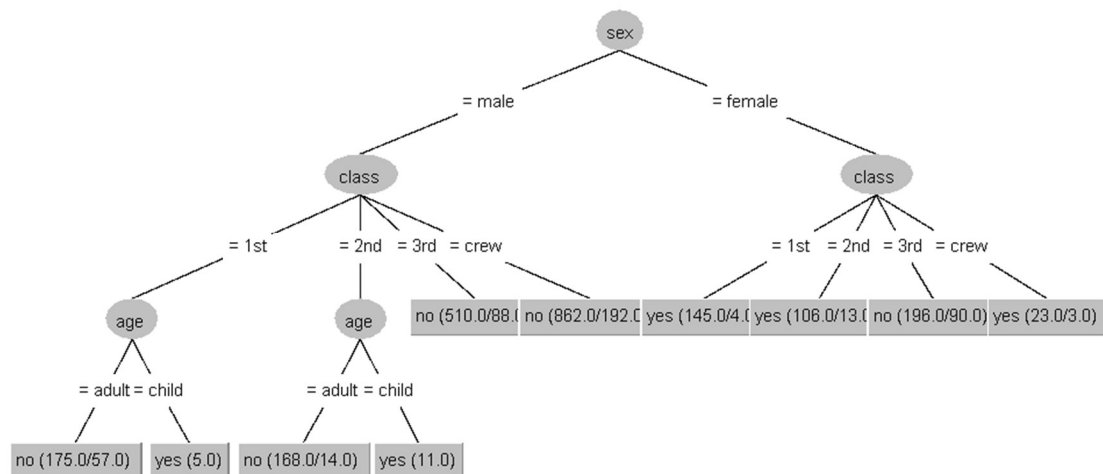 sex
= male
= female
class
class
= 1st
= 2nd
= 3rd
= crew
= 1st
= 2nd
= 3rd
= crew
age
age
no (510.0/88.(
no (862.0/192.(
yes (145.0/4.(
yes (106.0/13.(
no (196.0/90.0)
yes (23.0/3.0)
= adult
= child
= adult
= child
no (175.0/57.0)
yes (5.0)
no (168.0/14.0)
yes (11.0)